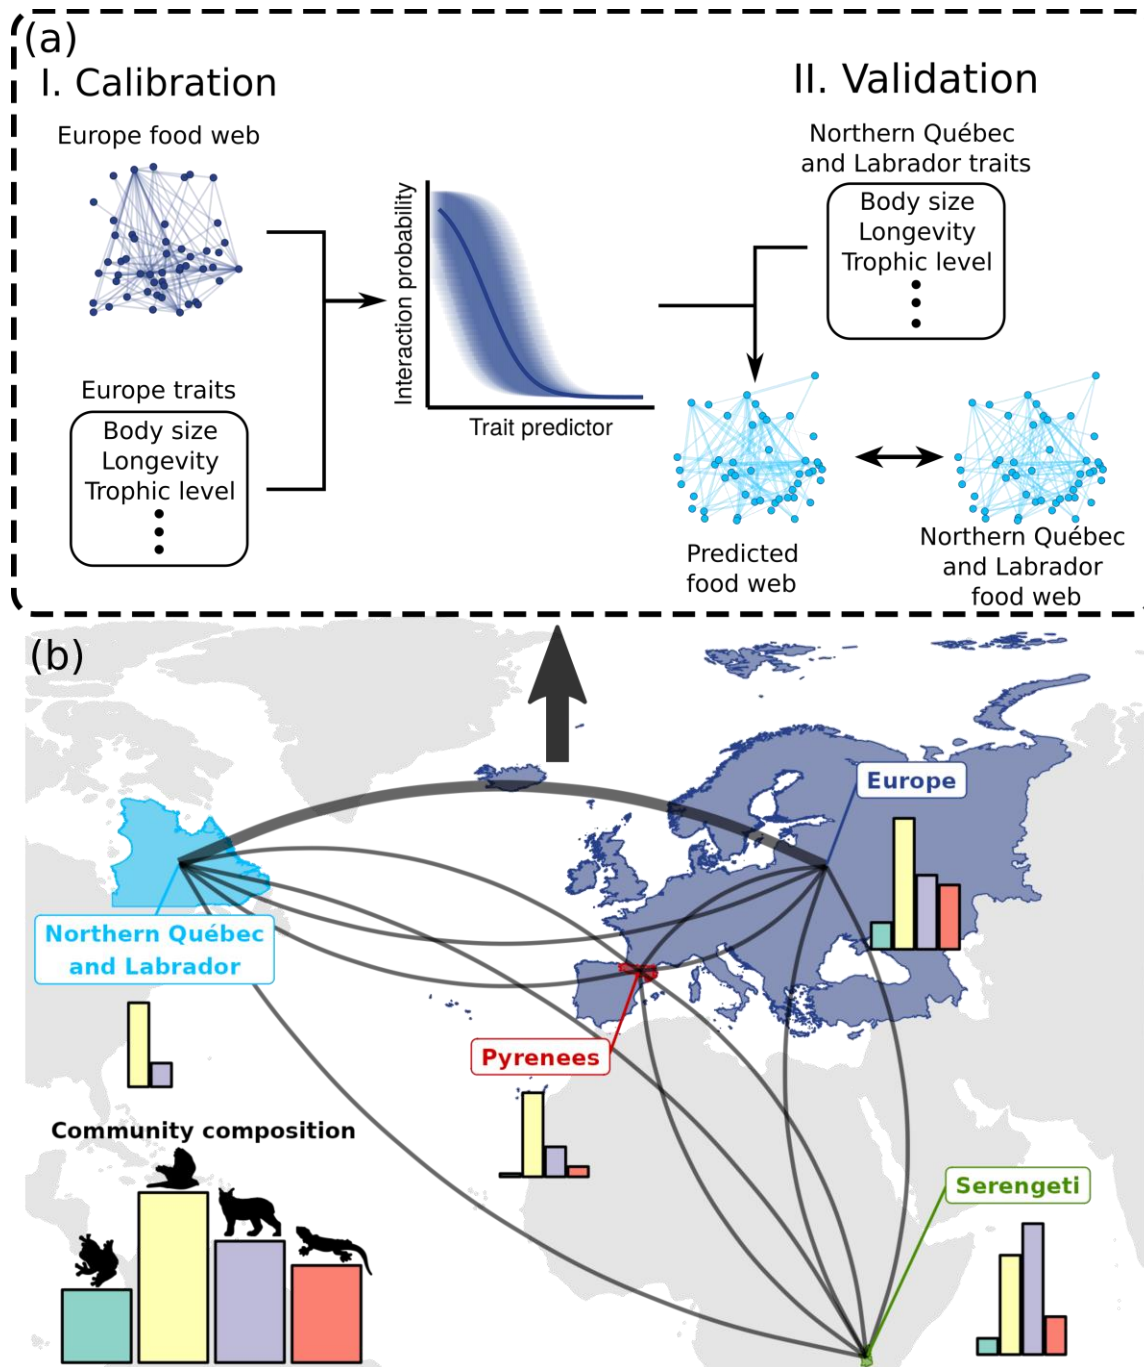 (a)
I. Calibration
II. Validation
Europe food web
Northern Québec
and Labrador traits
Body size
Longevity
Trophic level
Interaction probability
Trait predictor
Europe traits
Body size
Longevity
Trophic level
Predicted
food web
Northern Québec
and Labrador
food web
(b)
Europe
Northern Québec
and Labrador
Pyrenees
Community composition
Serengeti